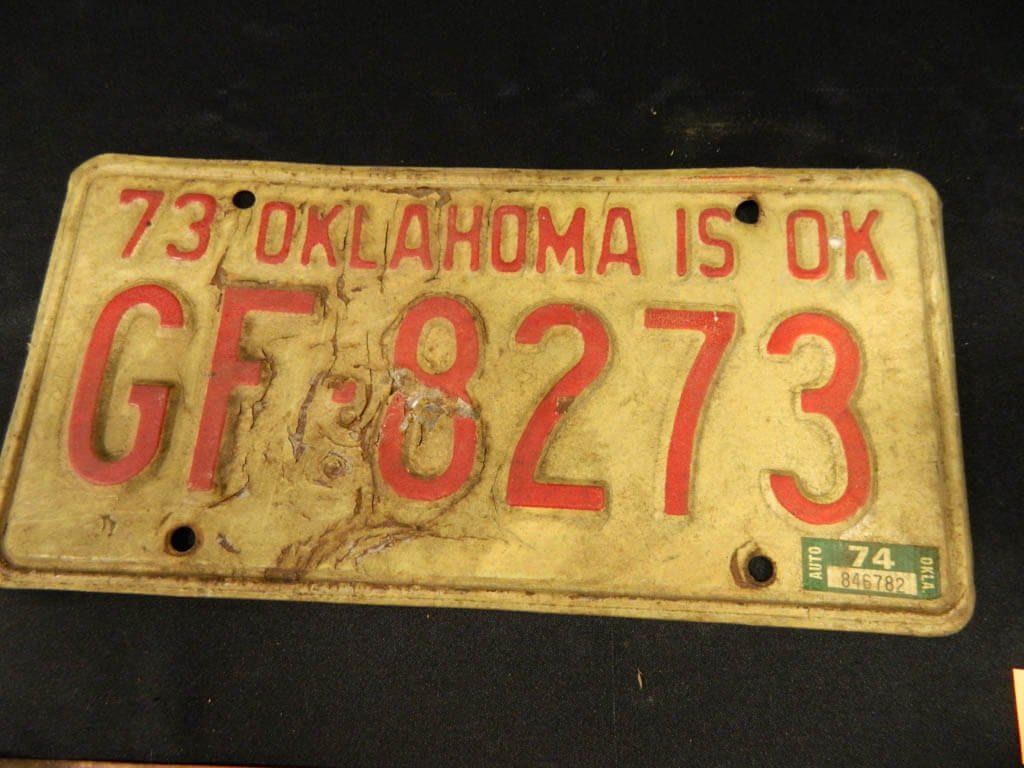 73 OKLAHOMA IS OK
GF·8273
AUTO 74 OKLA.
846782